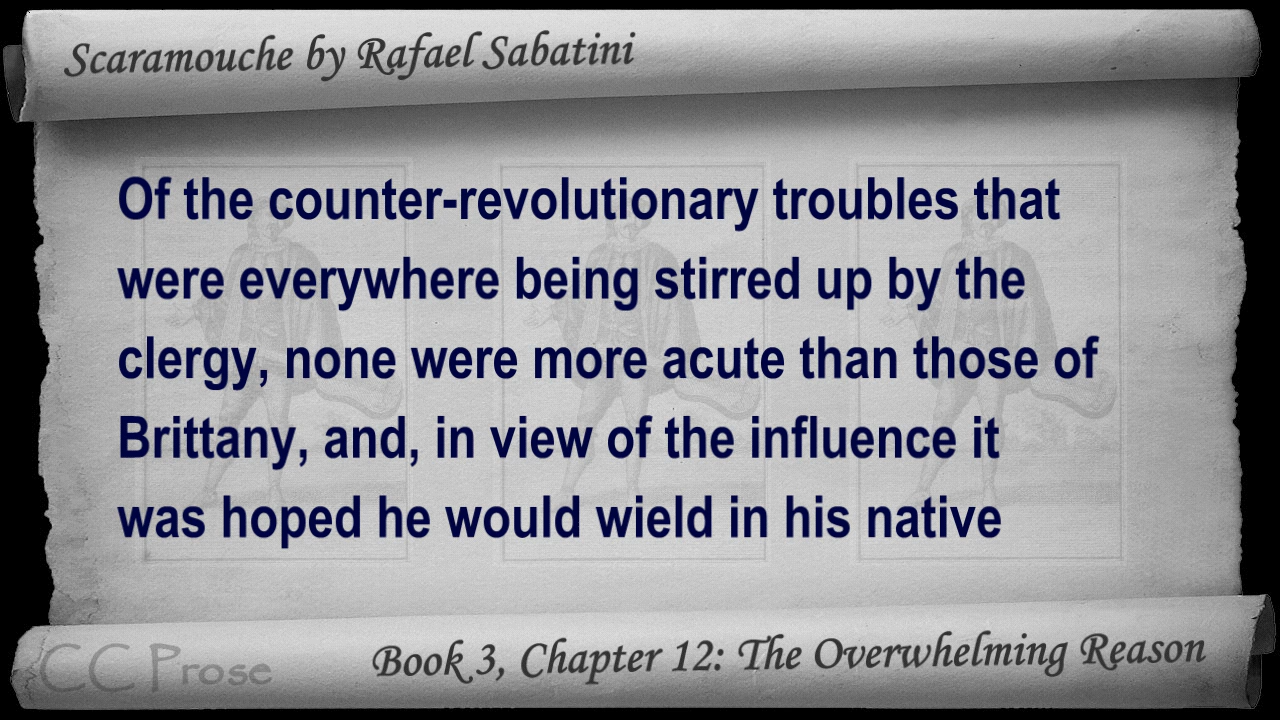 Scaramouche by Rafael Sabatini
Of the counter-revolutionary troubles that
were everywhere being stirred up by the
clergy, none were more acute than those of
Brittany, and, in view of the influence it
was hoped he would wield in his native
CC Prose
Book 3, Chapter 12: The Overwhelming Reason